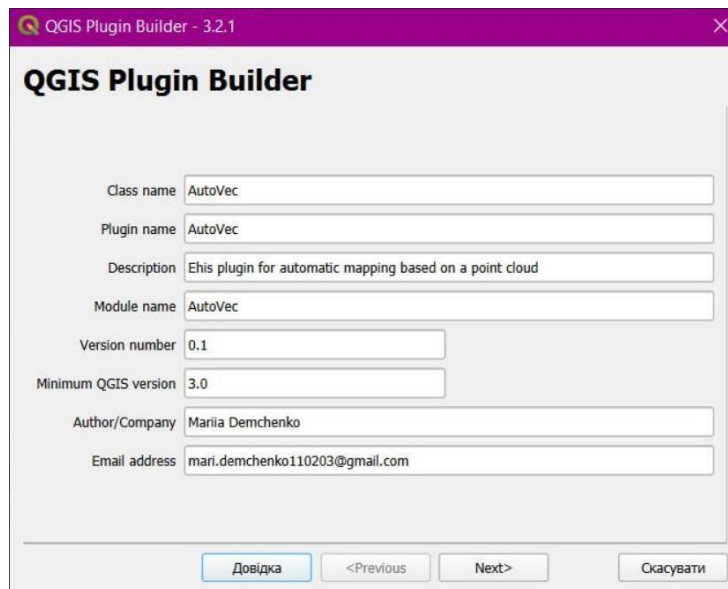 QGIS Plugin Builder - 3.2.1
QGIS Plugin Builder
Class name AutoVec
Plugin name AutoVec
Description Ehis plugin for automatic mapping based on a point cloud
Module name AutoVec
Version number 0.1
Minimum QGIS version 3.0
Author/Company Mariia Demchenko
Email address mari.demchenko110203@gmail.com
Довідка <Previous Next> Скасувати